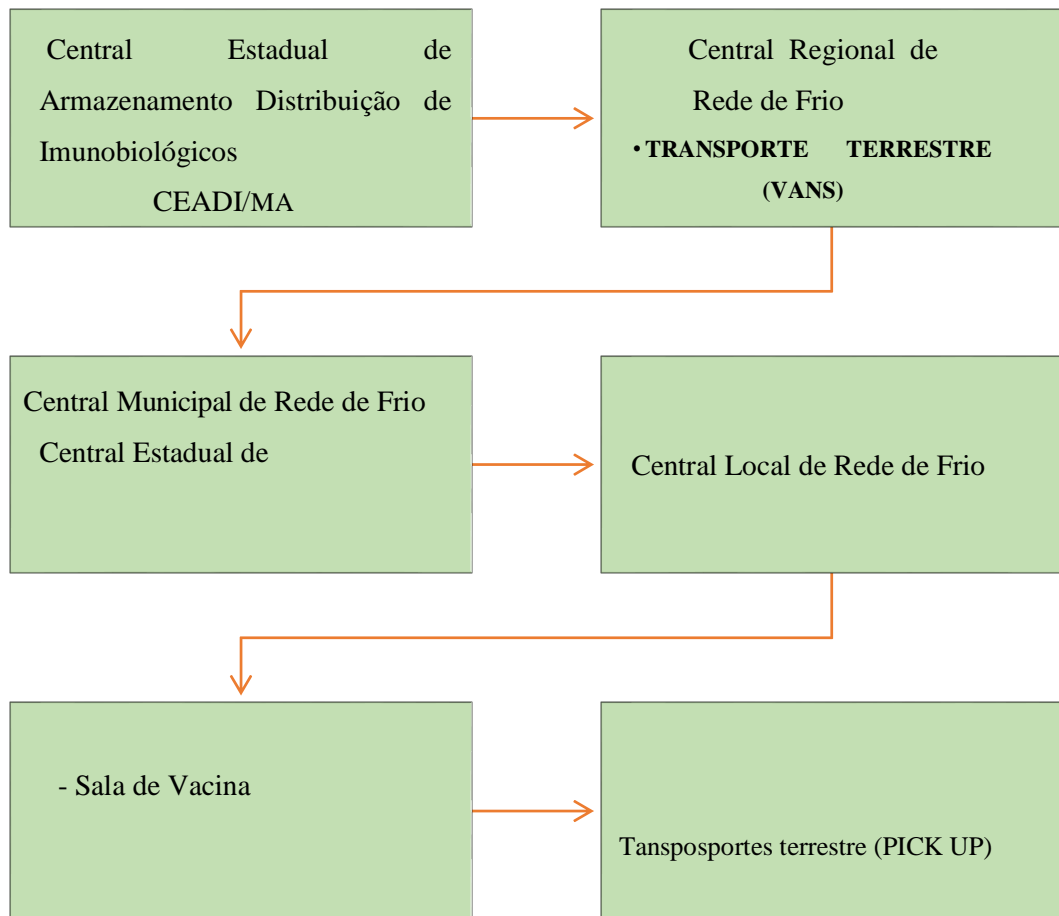 Central Estadual de
Armazenamento Distribuição de
Imunobiológicos
CEADI/MA
Central Regional de
Rede de Frio
• TRANSPORTE TERRESTRE
(VANS)
Central Municipal de Rede de Frio
Central Estadual de
Central Local de Rede de Frio
- Sala de Vacina
Tansposportes terrestre (PICK UP)